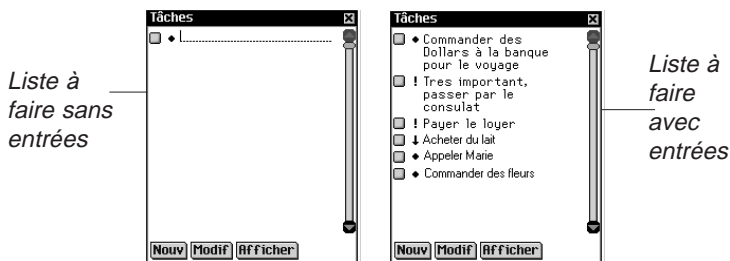 Liste à
faire sans
entrées
Tâches
Nouv Modif Afficher
Tâches
Commander des
Dollars à la banque
pour le voyage
! Tres important,
passer par le
consulat
! Payer le loyer
Acheter du lait
Appeler Marie
Commander des fleurs
Nouv Modif Afficher
Liste à
faire
avec
entrées